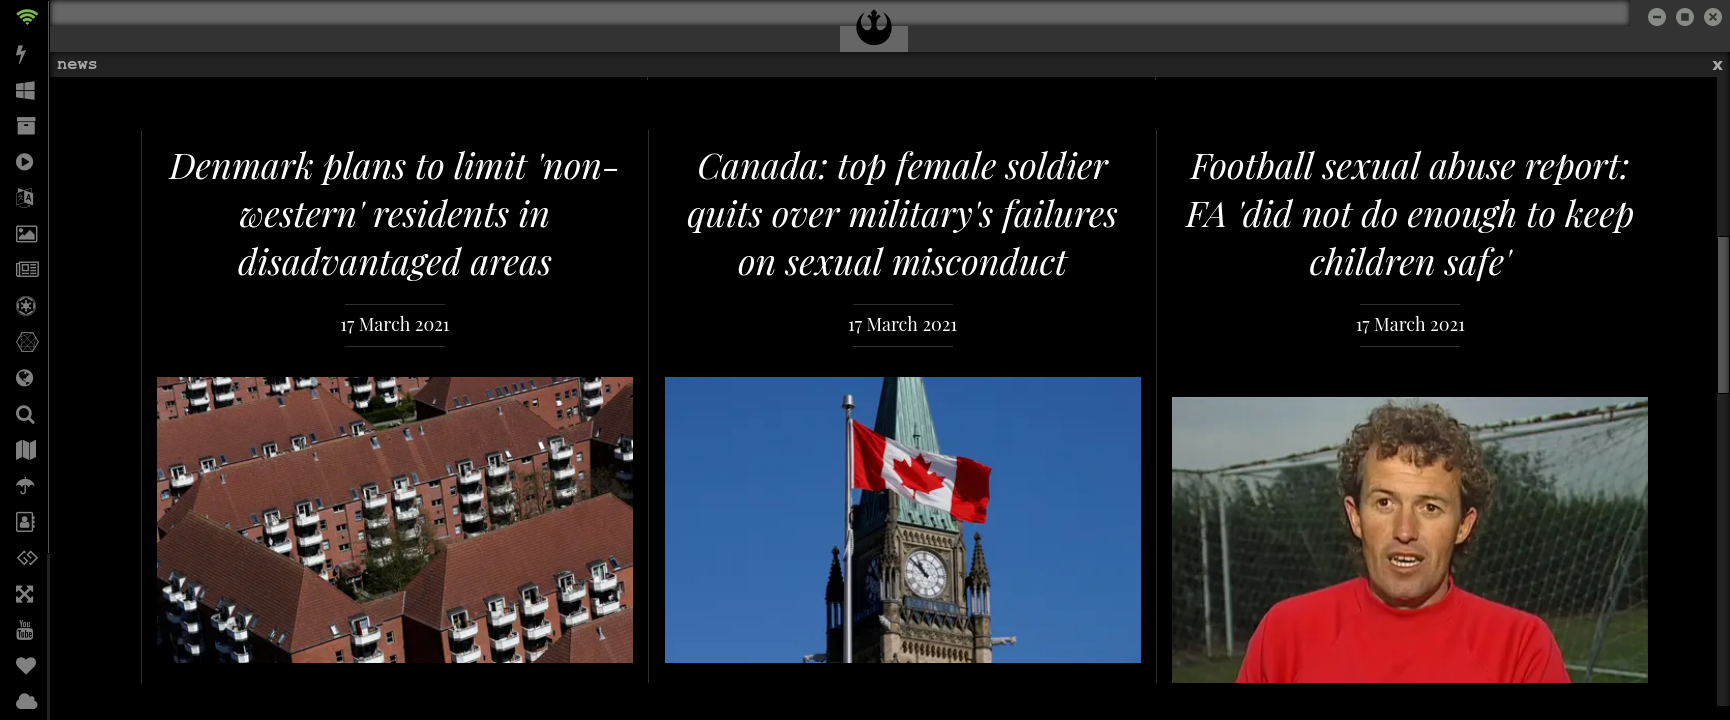 news
x
Denmark plans to limit 'non-
western' residents in
disadvantaged areas
17 March 2021
Canada: top female soldier
quits over military's failures
on sexual misconduct
17 March 2021
Football sexual abuse report:
FA 'did not do enough to keep
children safe'
17 March 2021
You
Tube